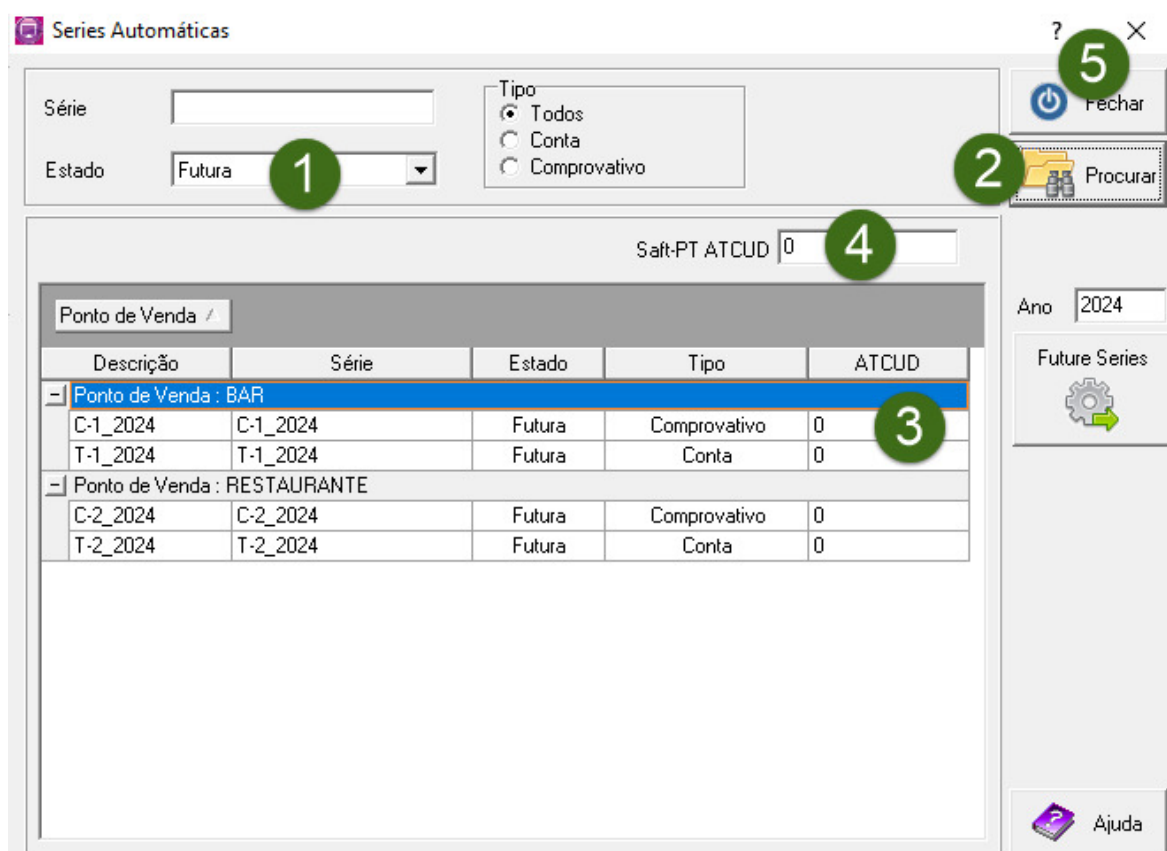 Series Automáticas
?
5
Série
Tipo
Todos
Conta
Comprovativo
Fechar
Estado
Futura
1
2
Procurar
Saft-PT ATCUD
0
4
Ano
2024
Ponto de Venda
Future Series
Descrição Série Estado Tipo ATCUD
Ponto de Venda : BAR
C-1_2024 C-1_2024 Futura Comprovativo 0
3
T-1_2024 T-1_2024 Futura Conta 0
Ponto de Venda : RESTAURANTE
C-2_2024 C-2_2024 Futura Comprovativo 0
T-2_2024 T-2_2024 Futura Conta 0
Ajuda